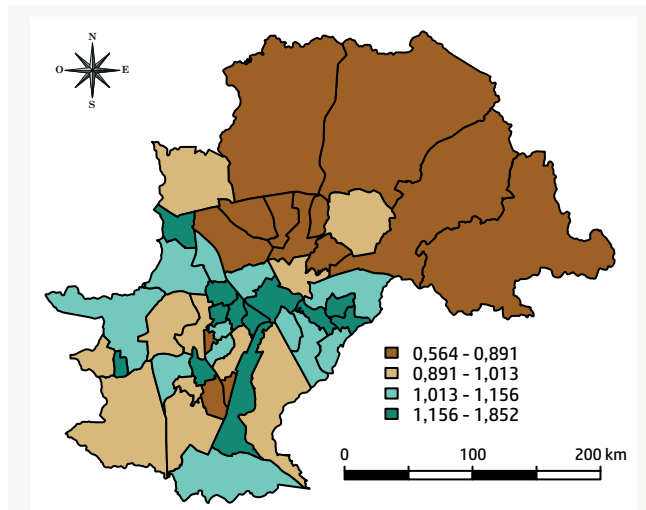 N
O E
S
0,564 - 0,891
0,891 - 1,013
1,013 - 1,156
1,156 - 1,852
0 100 200 km